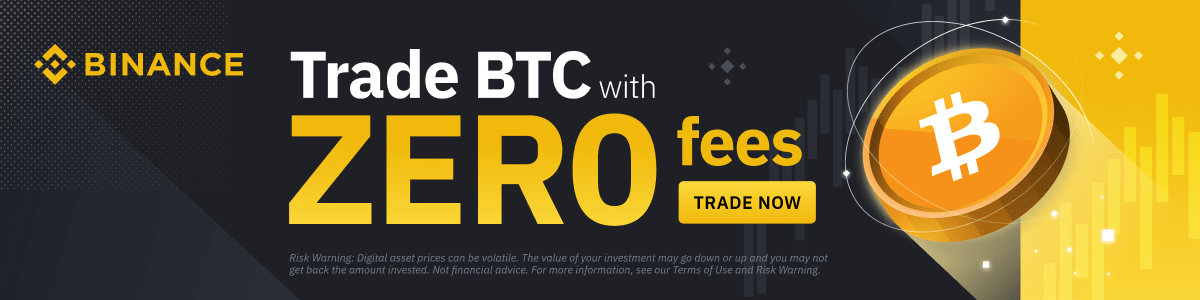 BINANCE
Trade BTC with
ZERO fees
TRADE NOW
Risk Warning: Digital asset prices can be volatile. The value of your investment may go down or up and you may not
get back the amount invested. Not financial advice. For more information, see our Terms of Use and Risk Warning.